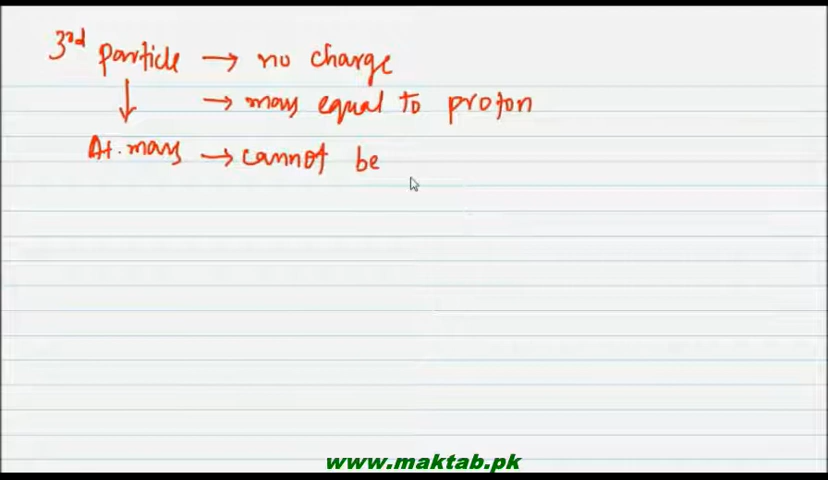 3rd particle → no charge
→ mass equal to proton
↓
At. mass → cannot be
www.maktab.pk